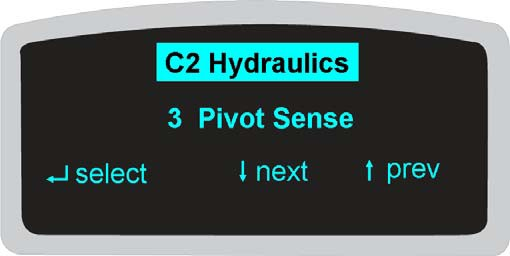 C2 Hydraulics
3 Pivot Sense
↵ select ↓ next ↑ prev